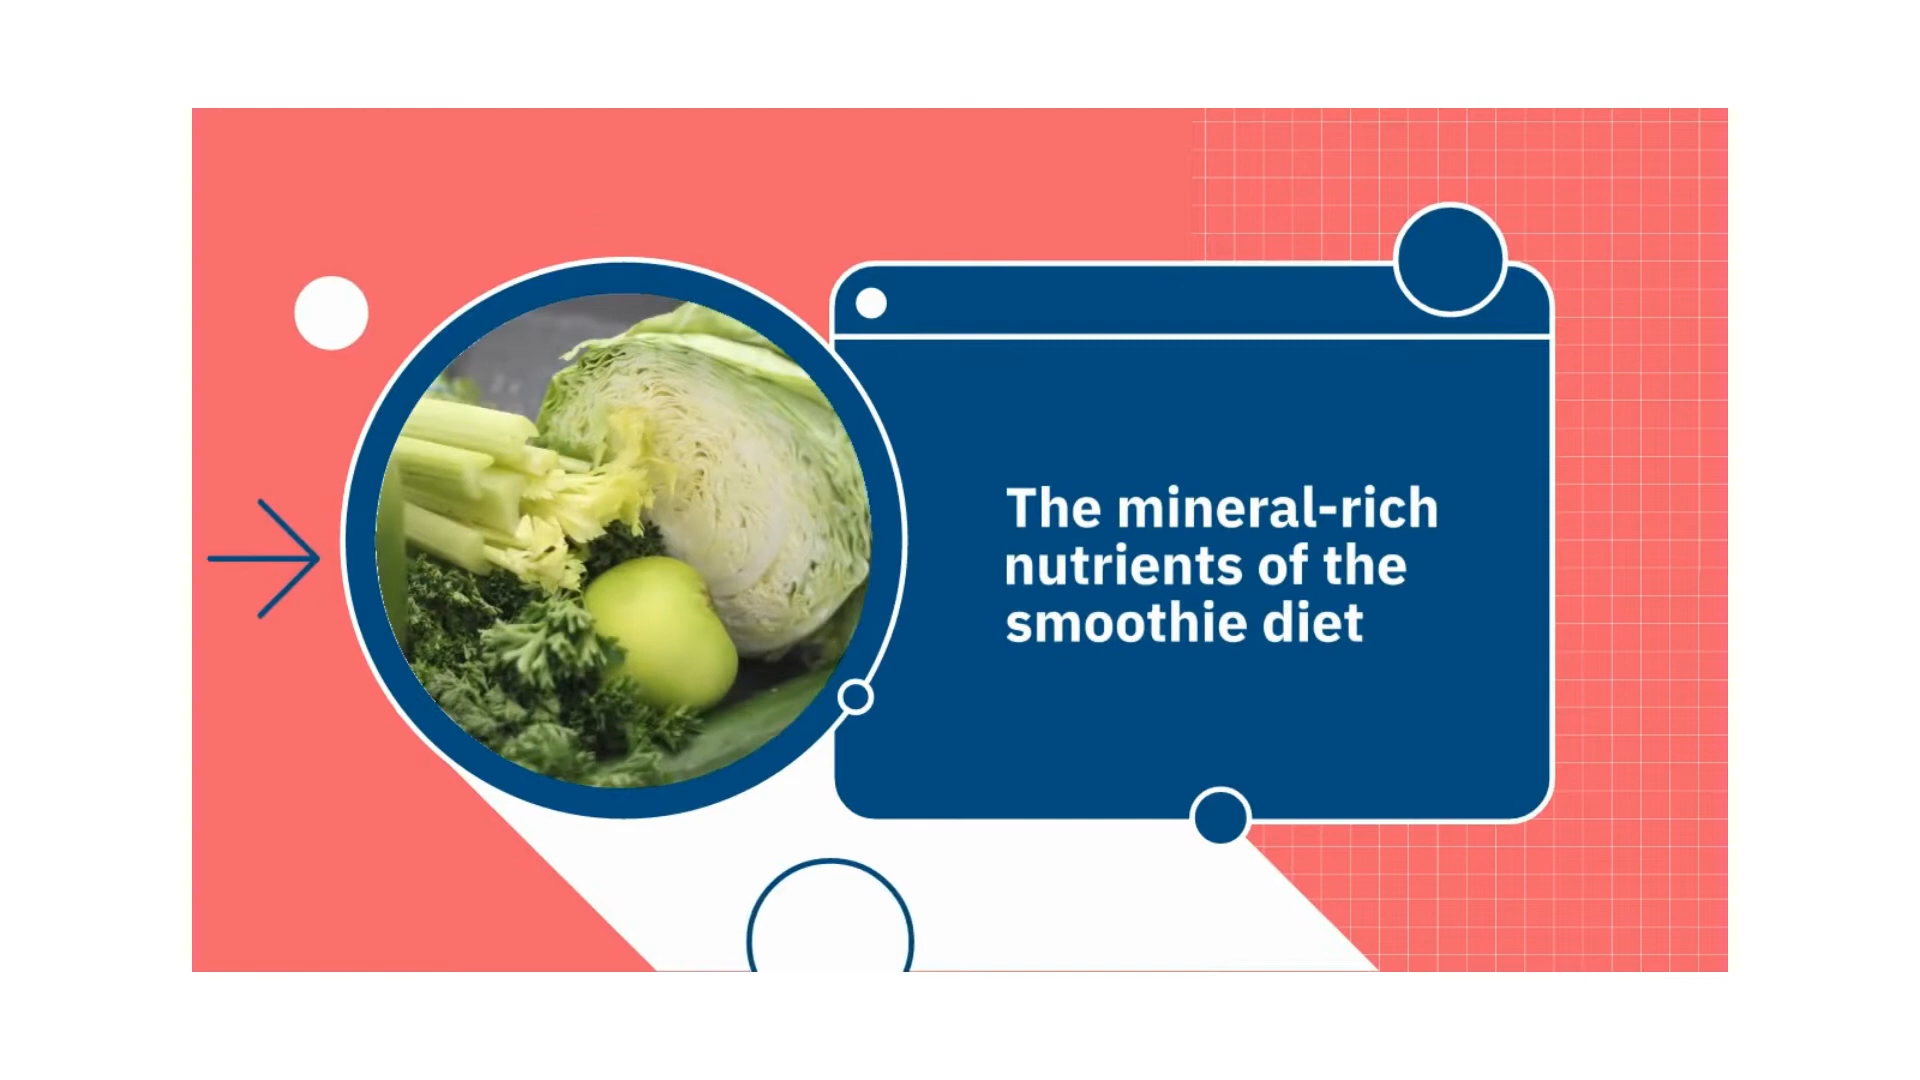 The mineral-rich
nutrients of the
smoothie diet